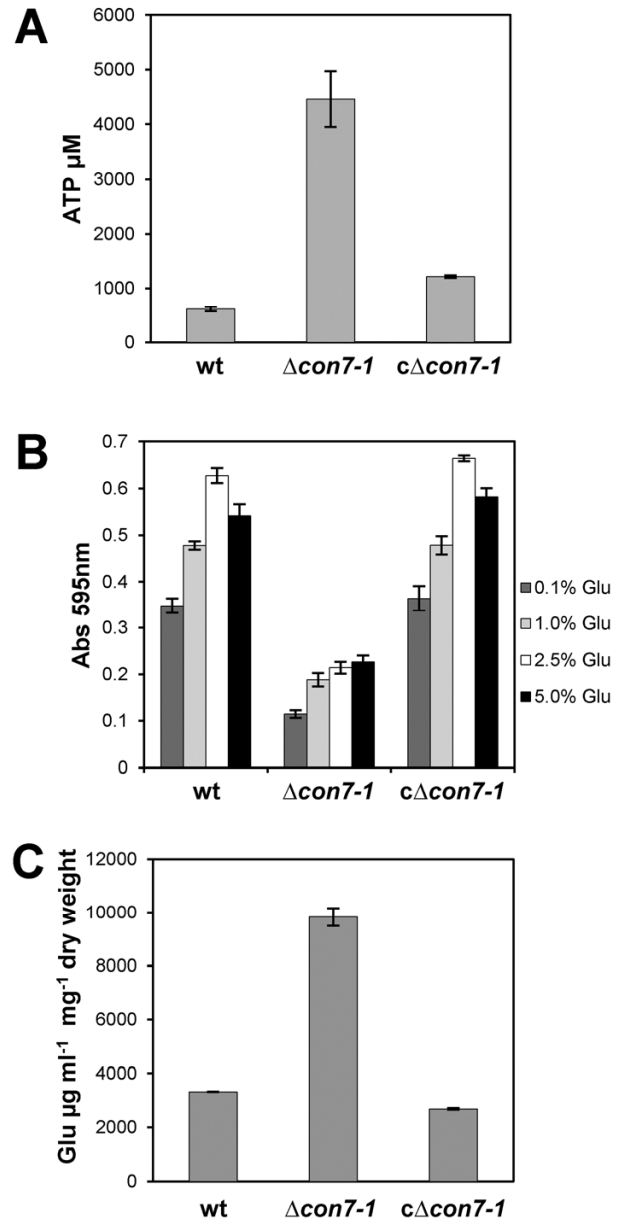 A
6000
5000
4000
3000
2000
1000
0
ATP µM
wt Δcon7-1 cΔcon7-1
B
0.7
0.6
0.5
0.4
0.3
0.2
0.1
0
Abs 595nm
wt Δcon7-1 cΔcon7-1
0.1% Glu
1.0% Glu
2.5% Glu
5.0% Glu
C
12000
10000
8000
6000
4000
2000
0
Glu µg ml⁻¹ mg⁻¹ dry weight
wt Δcon7-1 cΔcon7-1